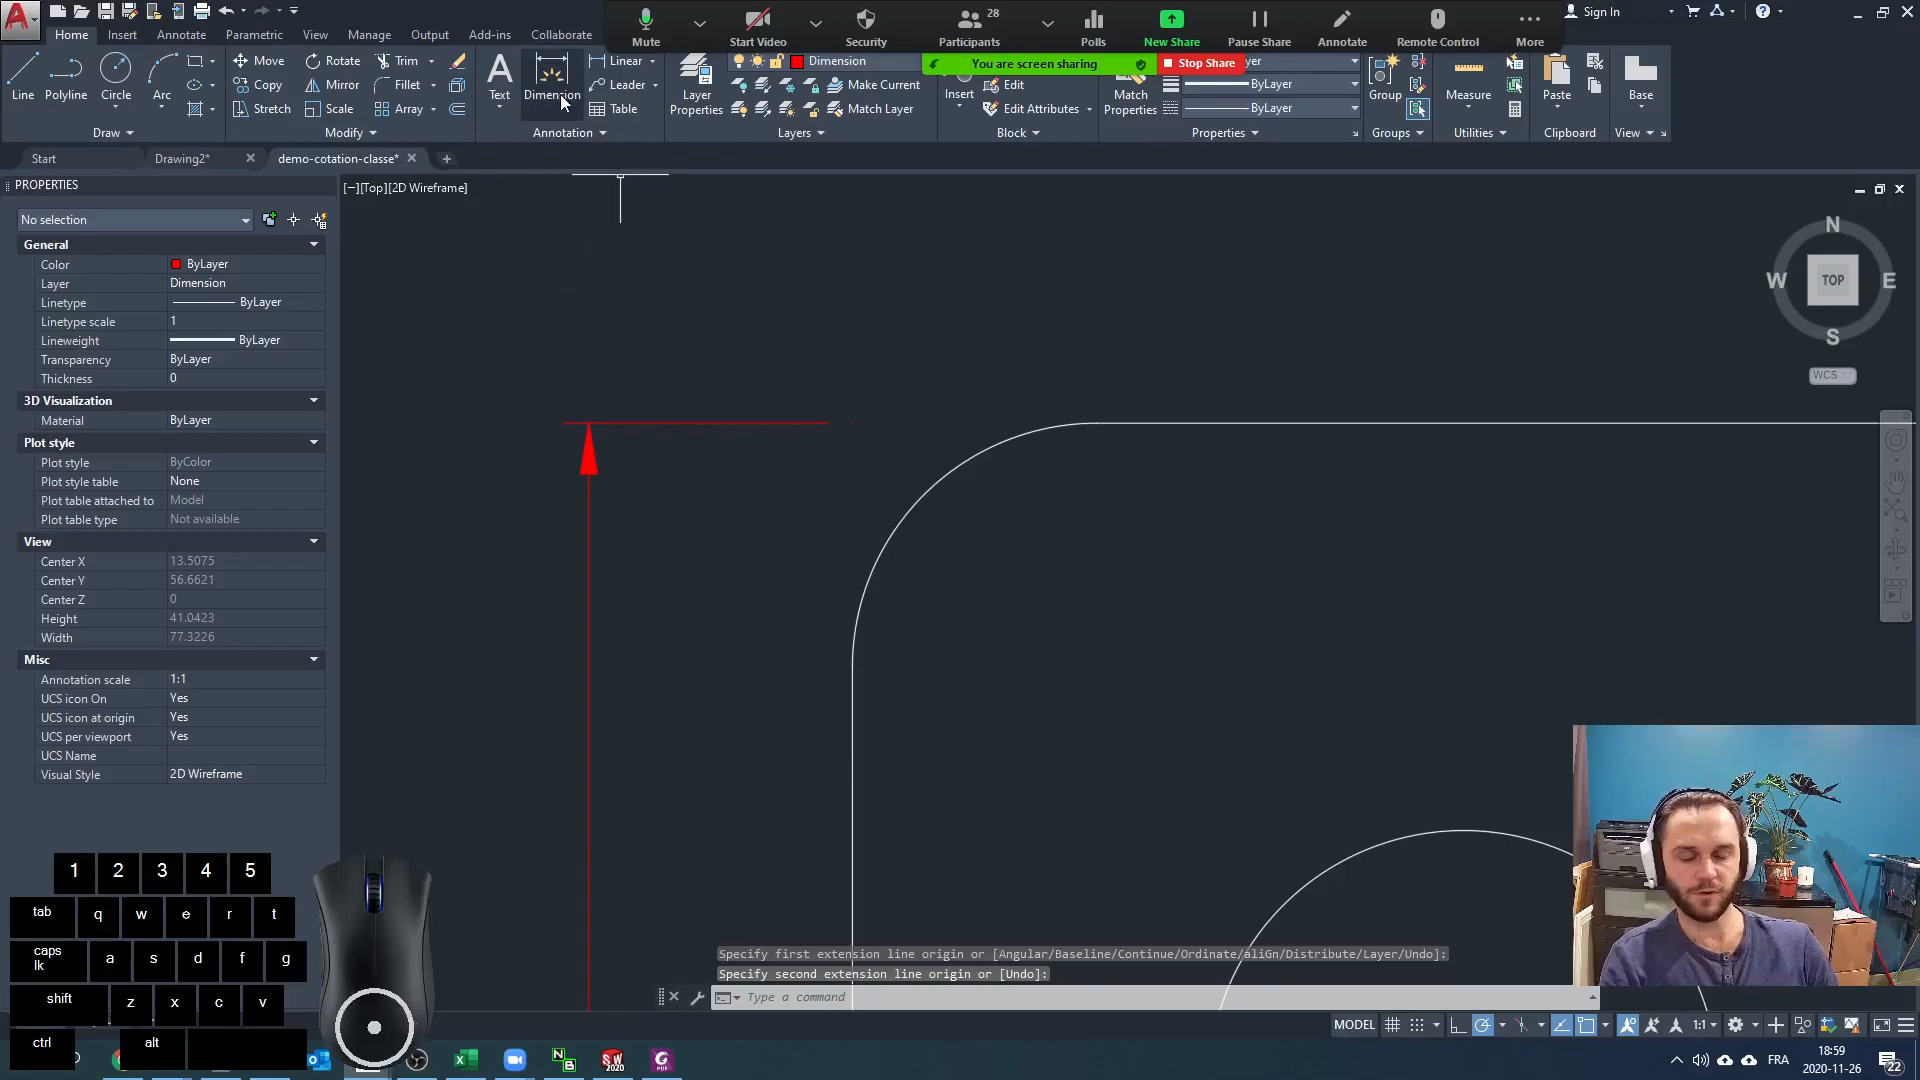 Home Insert Annotate Parametric View Manage Output Add-ins Collaborate
Mute Start Video Security Participants 28 Polls New Share Pause Share Annotate Remote Control More
Sign In
You are screen sharing Stop Share
Line Polyline Circle Arc
Move Rotate Trim
Copy Mirror Fillet
Stretch Scale Array
Text Dimension
Linear
Leader
Table
Layer Properties
Dimension
Make Current
Match Layer
Insert
Edit
Edit Attributes
Match Properties
ByLayer
ByLayer
Group Measure Paste Base
Draw Modify Annotation Layers Block Properties Groups Utilities Clipboard View
Start Drawing2* demo-cotation-classe*
PROPERTIES
[−][Top][2D Wireframe]
No selection
General
Color ByLayer
Layer Dimension
Linetype ByLayer
Linetype scale 1
Lineweight ByLayer
Transparency ByLayer
Thickness 0
3D Visualization
Material ByLayer
Plot style
Plot style ByColor
Plot style table None
Plot table attached to Model
Plot table type Not available
View
Center X 13.5075
Center Y 56.6621
Center Z 0
Height 41.0423
Width 77.3226
Misc
Annotation scale 1:1
UCS icon On Yes
UCS icon at origin Yes
UCS per viewport Yes
UCS Name
Visual Style 2D Wireframe
N
W TOP E
S
WCS
1 2 3 4 5
tab q w e r t
caps lk a s d f g
shift z x c v
ctrl alt
Specify first extension line origin or [Angular/Baseline/Continue/Ordinate/aliGn/Distribute/Layer/Undo]:
Specify second extension line origin or [Undo]:
Type a command
MODEL 1:1
FRA 18:59
2020-11-26 22